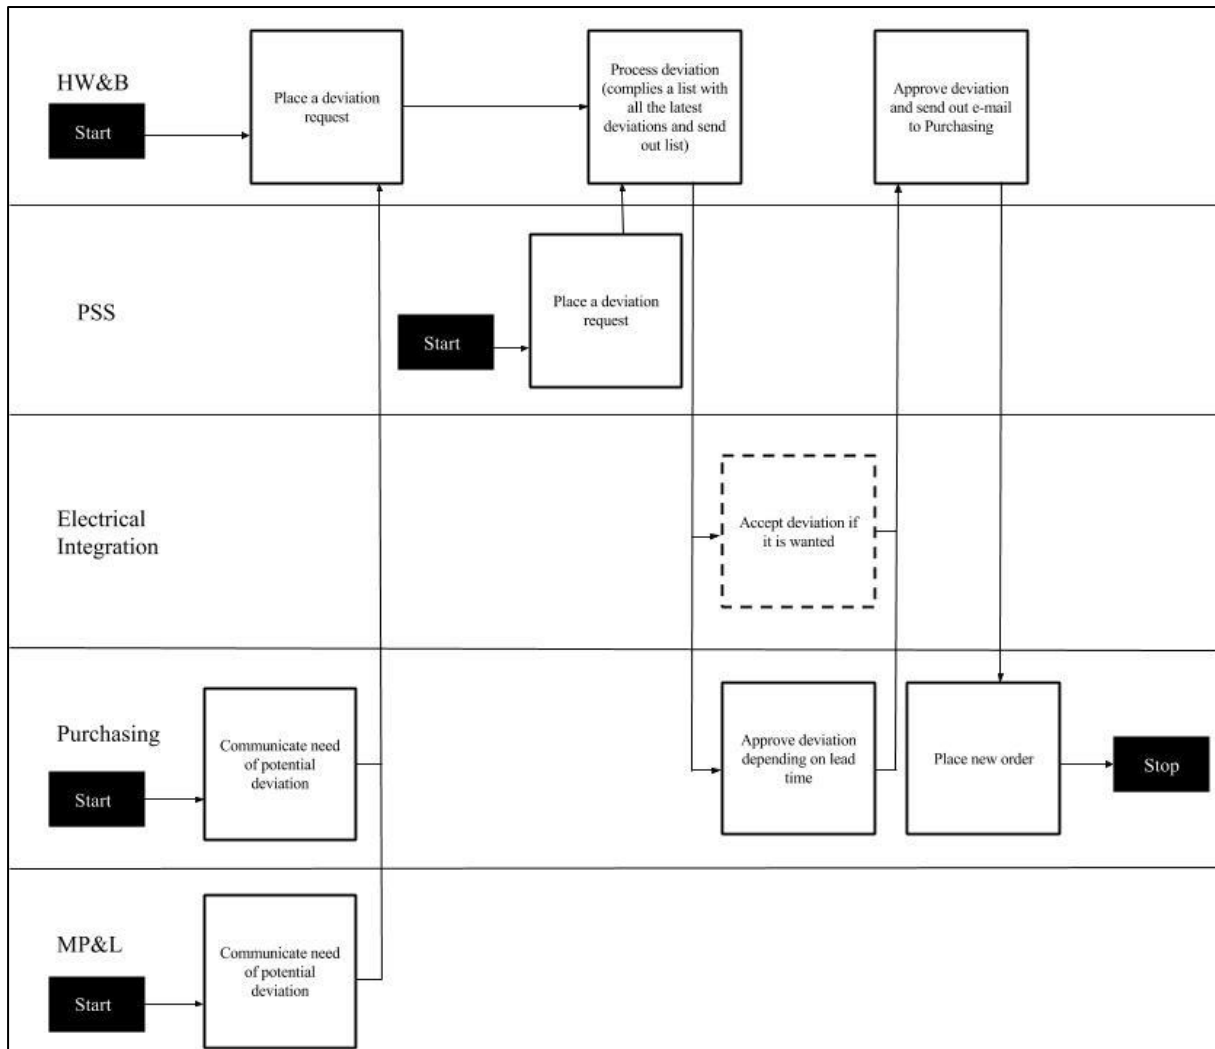 HW&B
Start
Place a deviation
request
Process deviation
(complies a list with
all the latest
deviations and send
out list)
Approve deviation
and send out e-mail
to Purchasing
PSS
Start
Place a deviation
request
Electrical
Integration
Accept deviation if
it is wanted
Purchasing
Start
Communicate need
of potential
deviation
Approve deviation
depending on lead
time
Place new order
Stop
MP&L
Start
Communicate need
of potential
deviation